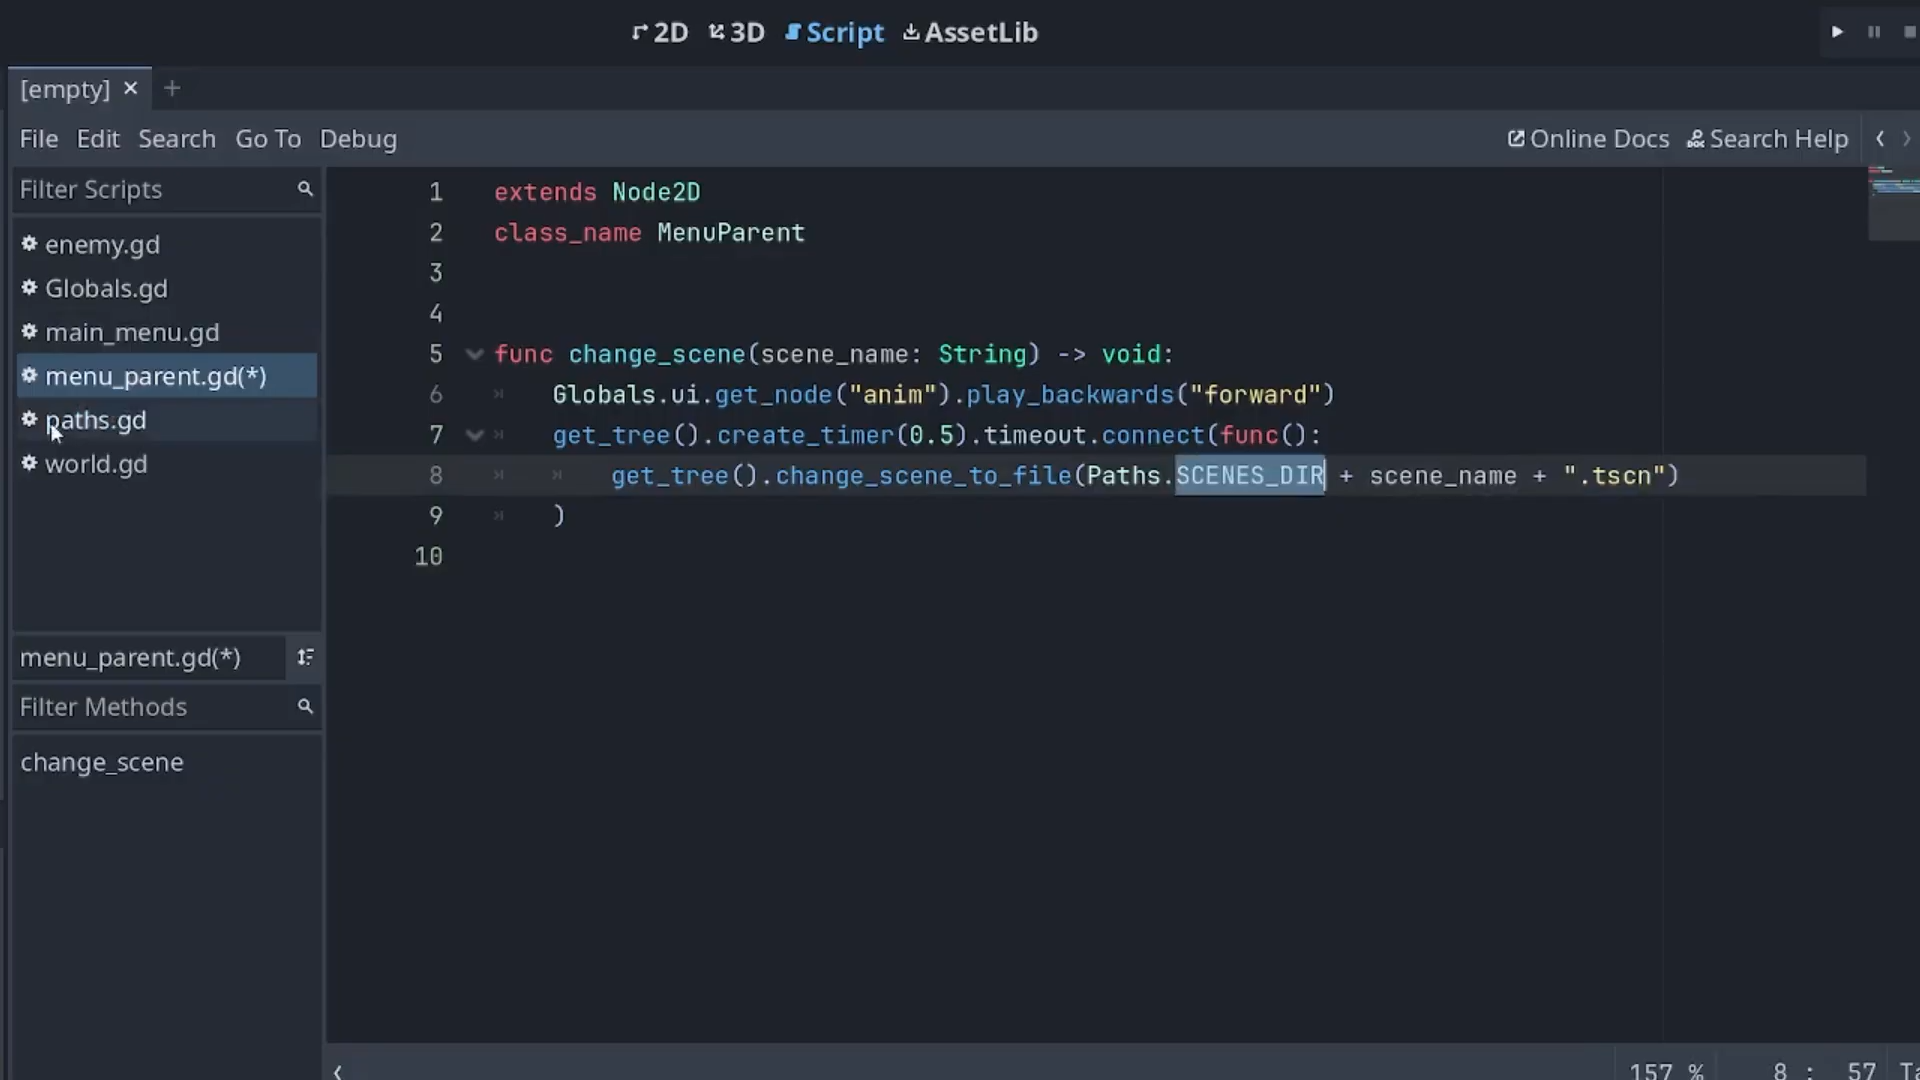 2D 3D Script AssetLib
[empty] × +
File Edit Search Go To Debug
Online Docs Search Help
Filter Scripts
enemy.gd
Globals.gd
main_menu.gd
menu_parent.gd(*)
paths.gd
world.gd
menu_parent.gd(*)
Filter Methods
change_scene
1 extends Node2D
2 class_name MenuParent
3
4
5 func change_scene(scene_name: String) -> void:
6 Globals.ui.get_node("anim").play_backwards("forward")
7 get_tree().create_timer(0.5).timeout.connect(func():
8 get_tree().change_scene_to_file(Paths.SCENES_DIR + scene_name + ".tscn")
9 )
10
157 % 8 : 57 Ta